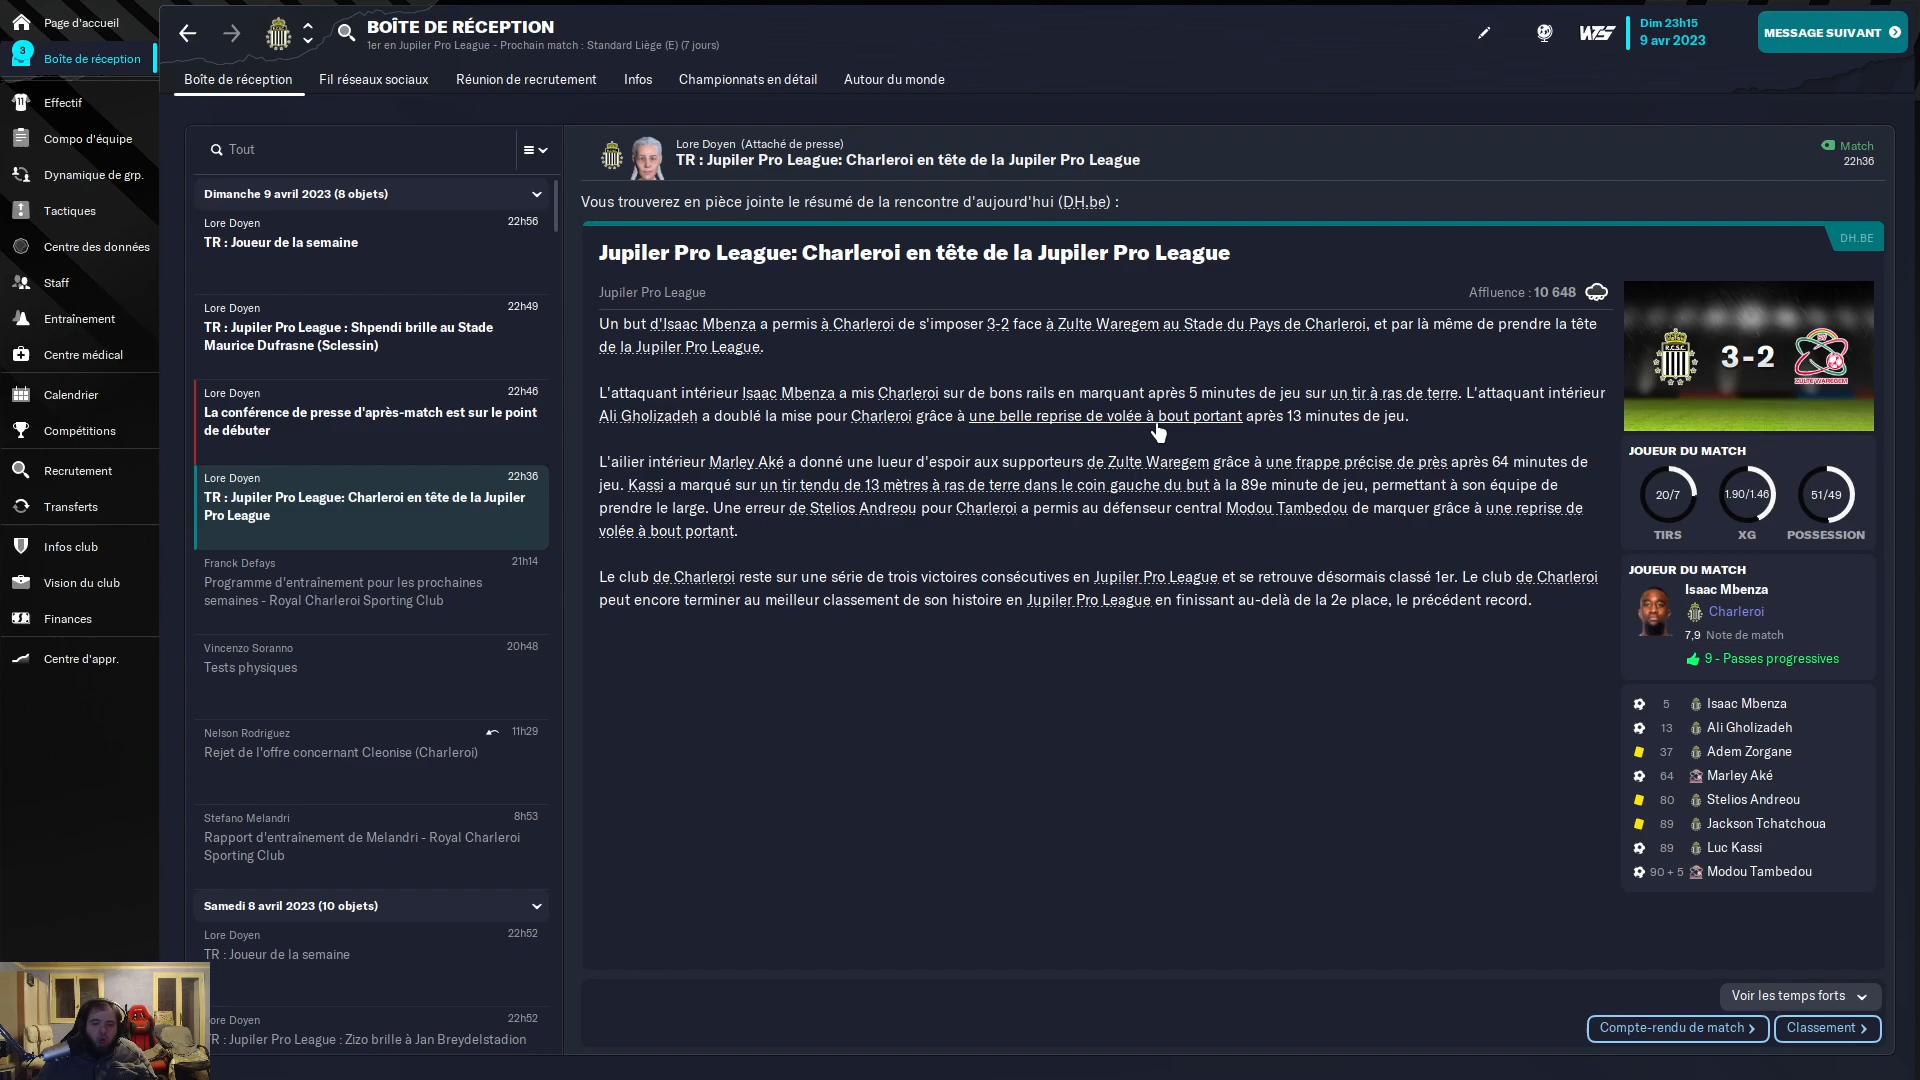 Page d'accueil
3
Boîte de réception
Effectif
Compo d'équipe
Dynamique de grp.
Tactiques
Centre des données
Staff
Entraînement
Centre médical
Calendrier
Compétitions
Recrutement
Transferts
Infos club
Vision du club
Finances
Centre d'appr.
BOÎTE DE RÉCEPTION
1er en Jupiler Pro League - Prochain match : Standard Liège (E) (7 jours)
Dim 23h15
9 avr 2023
MESSAGE SUIVANT
Boîte de réception
Fil réseaux sociaux
Réunion de recrutement
Infos
Championnats en détail
Autour du monde
Tout
Dimanche 9 avril 2023 (8 objets)
Lore Doyen 22h56
TR : Joueur de la semaine
Lore Doyen 22h49
TR : Jupiler Pro League : Shpendi brille au Stade
Maurice Dufrasne (Sclessin)
Lore Doyen 22h46
La conférence de presse d'après-match est sur le point
de débuter
Lore Doyen 22h36
TR : Jupiler Pro League: Charleroi en tête de la Jupiler
Pro League
Franck Defays 21h14
Programme d'entraînement pour les prochaines
semaines - Royal Charleroi Sporting Club
Vincenzo Soranno 20h48
Tests physiques
Nelson Rodriguez 11h29
Rejet de l'offre concernant Cleonise (Charleroi)
Stefano Melandri 8h53
Rapport d'entraînement de Melandri - Royal Charleroi
Sporting Club
Samedi 8 avril 2023 (10 objets)
Lore Doyen 22h52
TR : Joueur de la semaine
ore Doyen 22h52
R : Jupiler Pro League : Zizo brille à Jan Breydelstadion
Lore Doyen (Attaché de presse)
TR : Jupiler Pro League: Charleroi en tête de la Jupiler Pro League
Match
22h36
Vous trouverez en pièce jointe le résumé de la rencontre d'aujourd'hui (DH.be) :
DH.BE
Jupiler Pro League: Charleroi en tête de la Jupiler Pro League
Jupiler Pro League
Affluence : 10 648
Un but d'Isaac Mbenza a permis à Charleroi de s'imposer 3-2 face à Zulte Waregem au Stade du Pays de Charleroi, et par là même de prendre la tête
de la Jupiler Pro League.
L'attaquant intérieur Isaac Mbenza a mis Charleroi sur de bons rails en marquant après 5 minutes de jeu sur un tir à ras de terre. L'attaquant intérieur
Ali Gholizadeh a doublé la mise pour Charleroi grâce à une belle reprise de volée à bout portant après 13 minutes de jeu.
L'ailier intérieur Marley Aké a donné une lueur d'espoir aux supporteurs de Zulte Waregem grâce à une frappe précise de près après 64 minutes de
jeu. Kassi a marqué sur un tir tendu de 13 mètres à ras de terre dans le coin gauche du but à la 89e minute de jeu, permettant à son équipe de
prendre le large. Une erreur de Stelios Andreou pour Charleroi a permis au défenseur central Modou Tambedou de marquer grâce à une reprise de
volée à bout portant.
Le club de Charleroi reste sur une série de trois victoires consécutives en Jupiler Pro League et se retrouve désormais classé 1er. Le club de Charleroi
peut encore terminer au meilleur classement de son histoire en Jupiler Pro League en finissant au-delà de la 2e place, le précédent record.
3-2
JOUEUR DU MATCH
20/7
1.90/1.46
51/49
TIRS
XG
POSSESSION
JOUEUR DU MATCH
Isaac Mbenza
Charleroi
7,9 Note de match
9 - Passes progressives
5 Isaac Mbenza
13 Ali Gholizadeh
37 Adem Zorgane
64 Marley Aké
80 Stelios Andreou
89 Jackson Tchatchoua
89 Luc Kassi
90 + 5 Modou Tambedou
Voir les temps forts
Compte-rendu de match
Classement